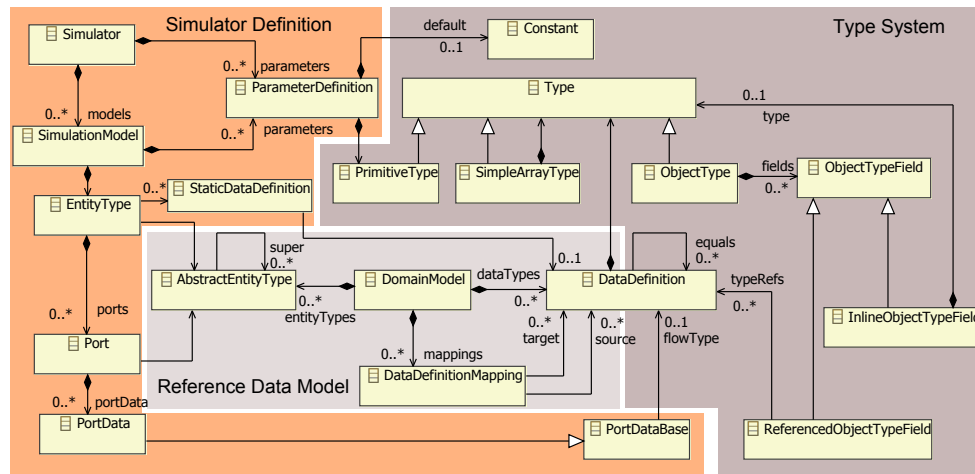 Simulator Definition
Type System
Simulator
default
0..1
Constant
0..*
parameters
ParameterDefinition
Type
0..1
type
0..*
models
0..*
parameters
SimulationModel
PrimitiveType
SimpleArrayType
ObjectType
fields
0..*
ObjectTypeField
0..*
StaticDataDefinition
EntityType
super
0..*
0..1
equals
0..*
AbstractEntityType
DomainModel
dataTypes
DataDefinition
typeRefs
0..*
entityTypes
0..*
0..*
0..*
0..*
0..1
target
source
flowType
InlineObjectTypeField
0..*
ports
Port
0..*
mappings
Reference Data Model
DataDefinitionMapping
0..*
portData
PortData
PortDataBase
ReferencedObjectTypeField